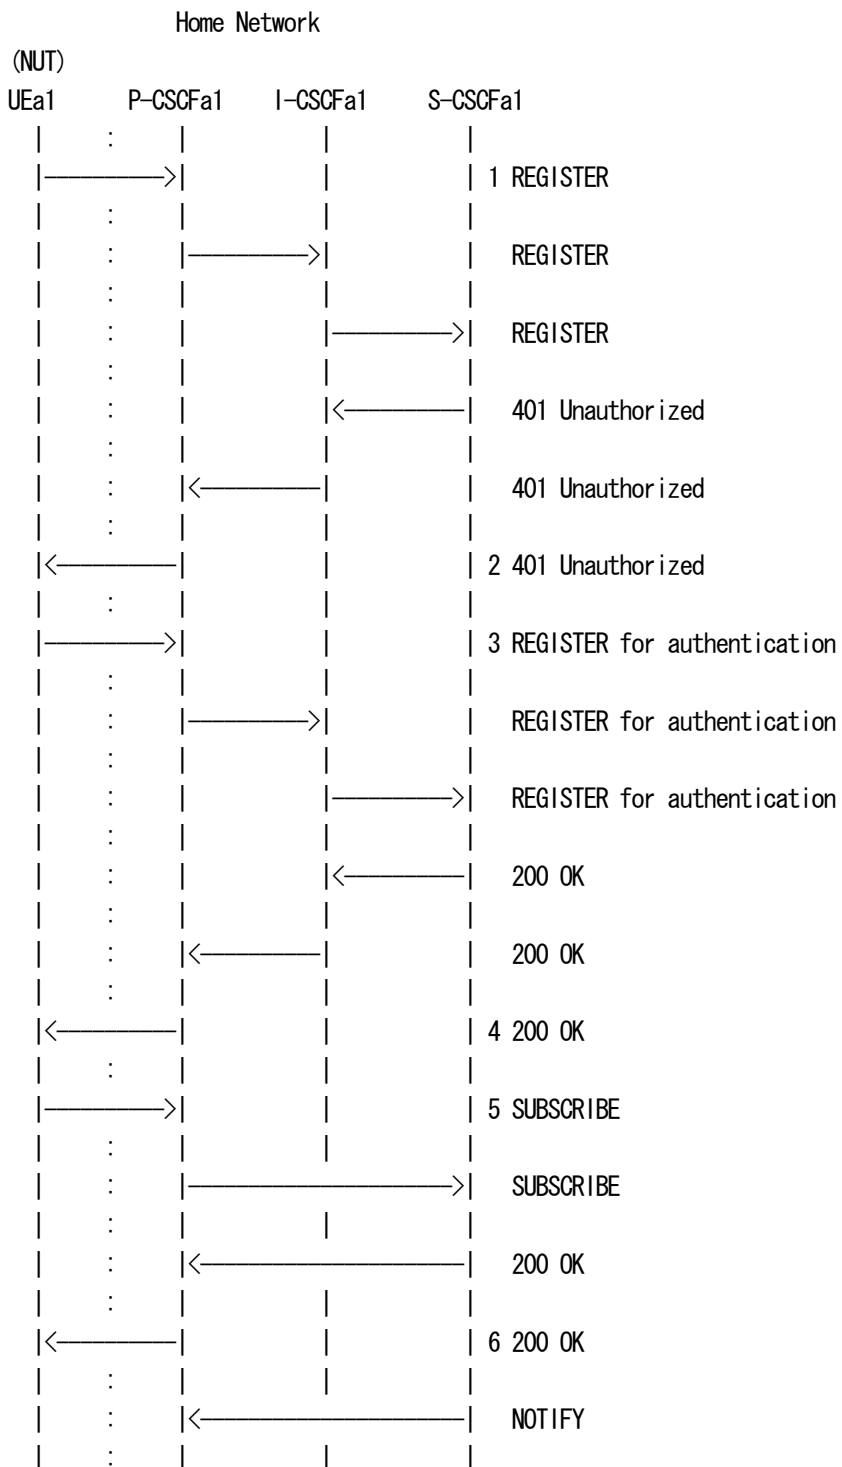 Home Network
(NUT)
UEa1 P-CSCFa1 I-CSCFa1 S-CSCFa1
| : | | |
|---------->| | | 1 REGISTER
| : | | |
| : |---------->| | REGISTER
| : | | |
| : | |---------->| REGISTER
| : | | |
| : | |<----------| 401 Unauthorized
| : | | |
| : |<----------| | 401 Unauthorized
| : | | |
|<----------| | | 2 401 Unauthorized
| : | | |
|---------->| | | 3 REGISTER for authentication
| : | | |
| : |---------->| | REGISTER for authentication
| : | | |
| : | |---------->| REGISTER for authentication
| : | | |
| : | |<----------| 200 OK
| : | | |
| : |<----------| | 200 OK
| : | | |
|<----------| | | 4 200 OK
| : | | |
|---------->| | | 5 SUBSCRIBE
| : | | |
| : |---------------------->| SUBSCRIBE
| : | | |
| : |<----------------------| 200 OK
| : | | |
|<----------| | | 6 200 OK
| : | | |
| : |<----------------------| NOTIFY
| : | | |